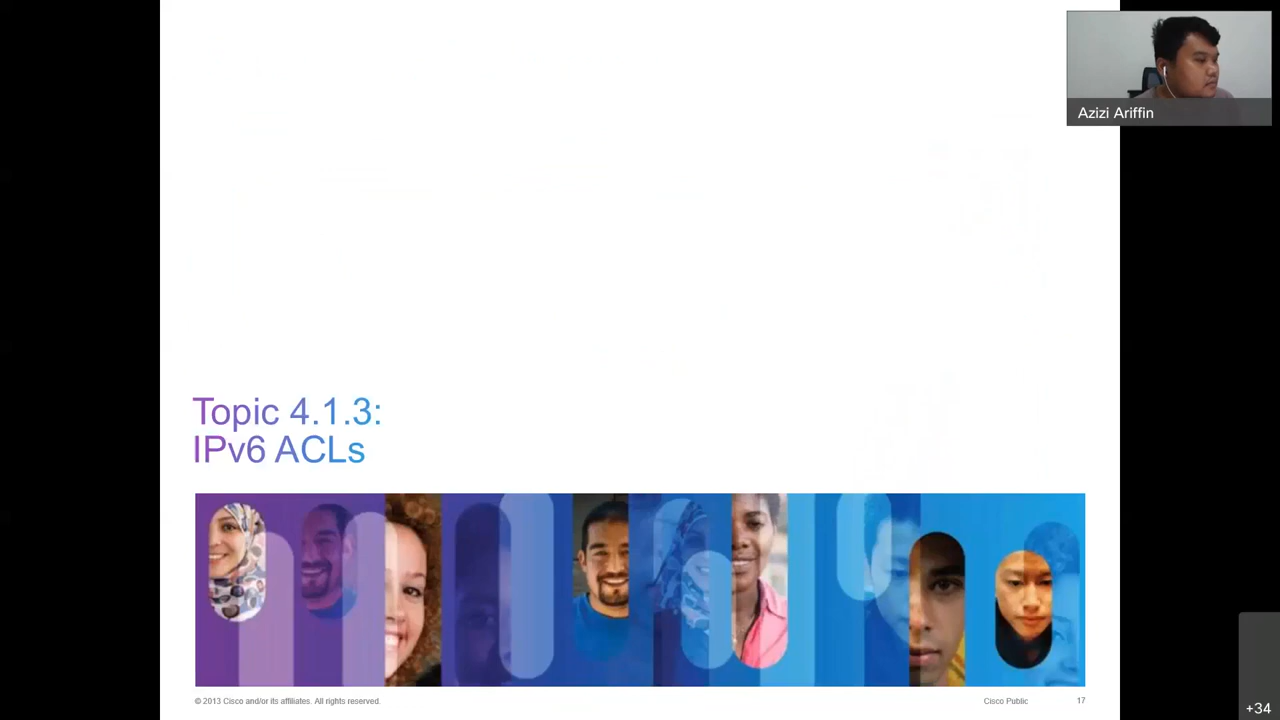 Azizi Ariffin
Topic 4.1.3:
IPv6 ACLs
© 2013 Cisco and/or its affiliates. All rights reserved.
Cisco Public
17
+34